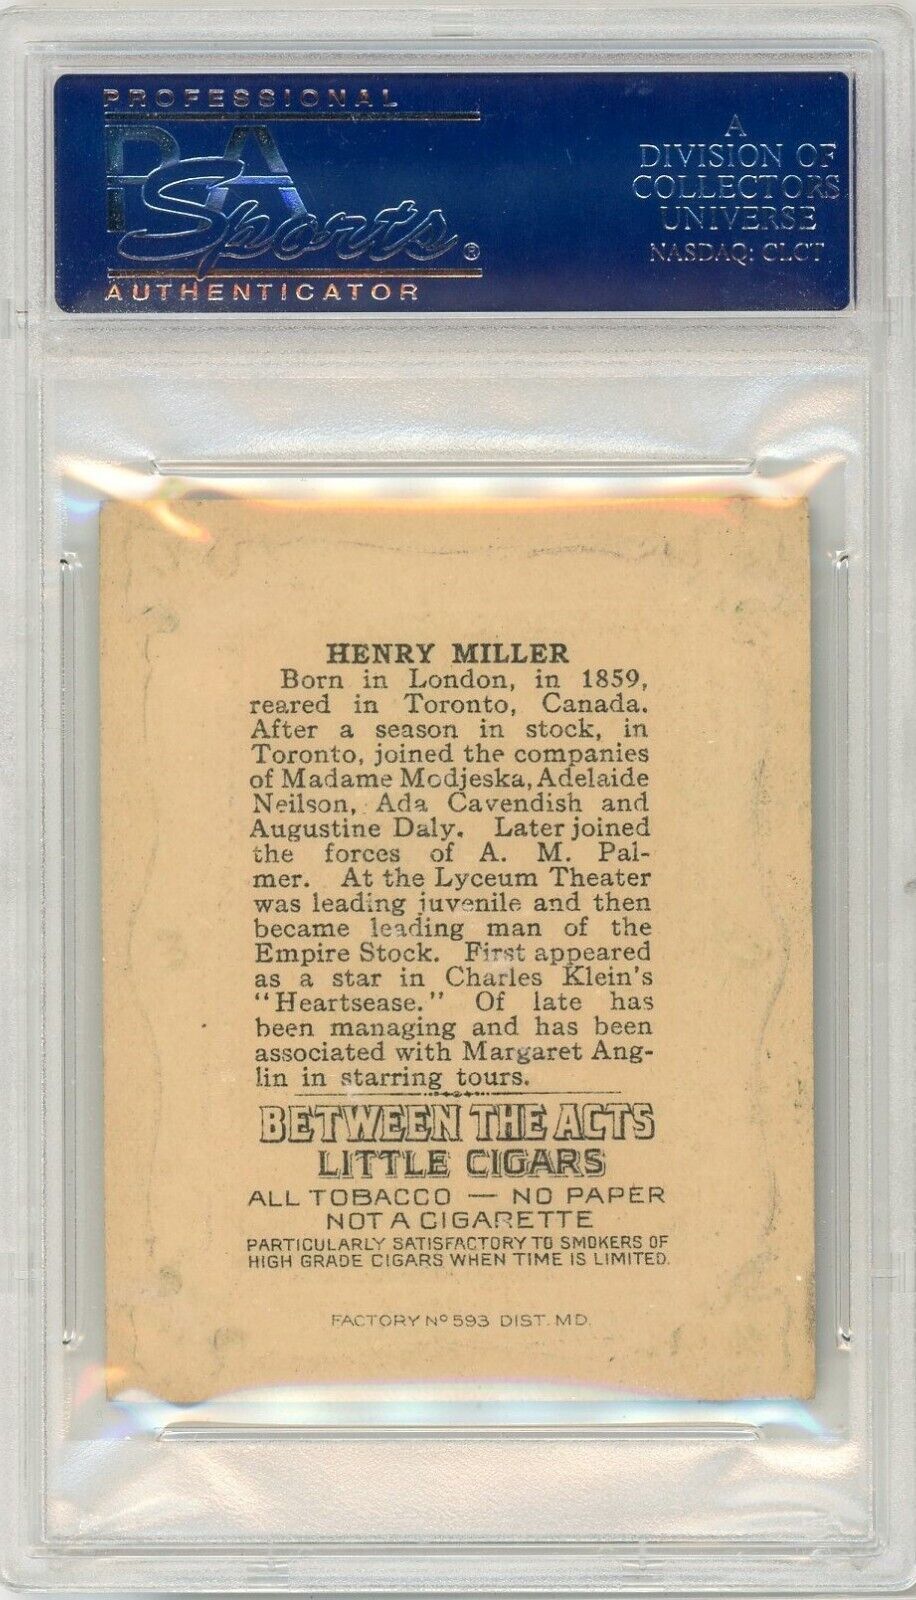 PROFESSIONAL
PSA
Sports®
AUTHENTICATOR
A
DIVISION OF
COLLECTORS
UNIVERSE
NASDAQ: CLCT
HENRY MILLER
Born in London, in 1859,
reared in Toronto, Canada.
After a season in stock, in
Toronto, joined the companies
of Madame Modjeska, Adelaide
Neilson, Ada Cavendish and
Augustine Daly. Later joined
the forces of A. M. Pal-
mer. At the Lyceum Theater
was leading juvenile and then
became leading man of the
Empire Stock. First appeared
as a star in Charles Klein's
"Heartsease." Of late has
been managing and has been
associated with Margaret Ang-
lin in starring tours.
BETWEEN THE ACTS
LITTLE CIGARS
ALL TOBACCO — NO PAPER
NOT A CIGARETTE
PARTICULARLY SATISFACTORY TO SMOKERS OF
HIGH GRADE CIGARS WHEN TIME IS LIMITED.
FACTORY Nº 593 DIST. MD.